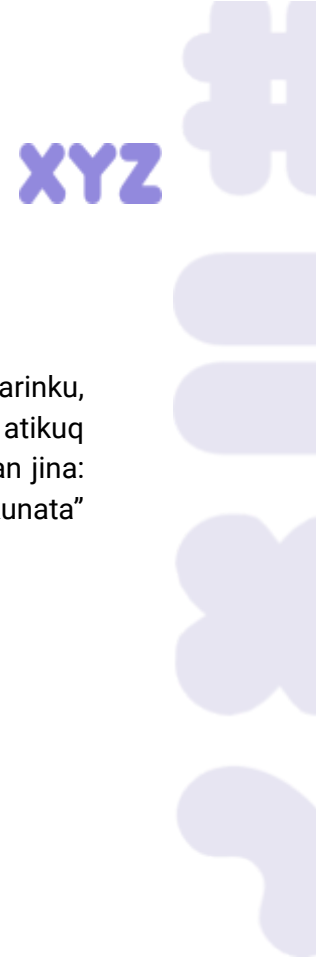 XYZ
arinku,
atikuq
an jina:
unata”